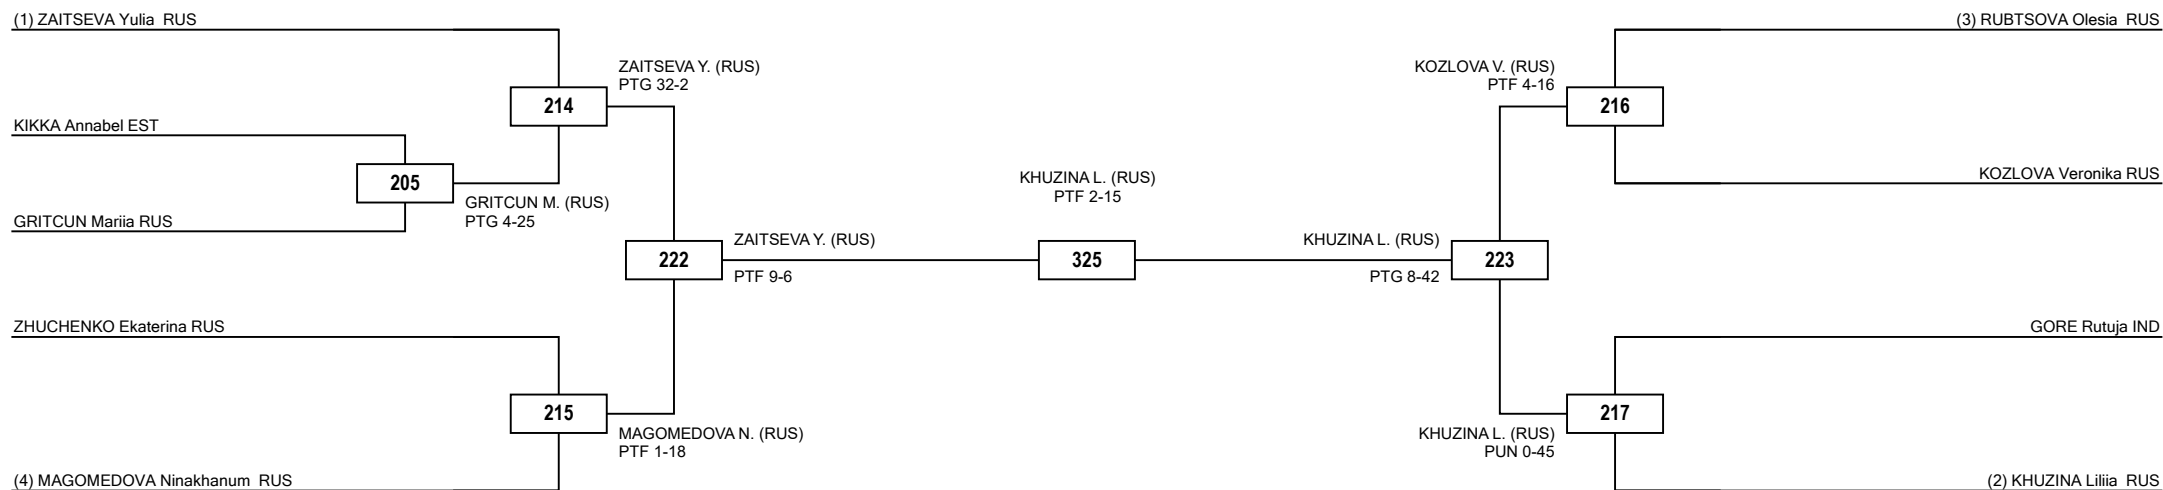 (1) ZAITSEVA Yulia  RUS
(3) RUBTSOVA Olesia  RUS
ZAITSEVA Y. (RUS)
PTG 32-2
KOZLOVA V. (RUS)
PTF 4-16
214
216
KIKKA Annabel EST
205
KHUZINA L. (RUS)
PTF 2-15
KOZLOVA Veronika RUS
GRITCUN M. (RUS)
PTG 4-25
GRITCUN Mariia RUS
222
ZAITSEVA Y. (RUS)
PTF 9-6
325
KHUZINA L. (RUS)
PTG 8-42
223
ZHUCHENKO Ekaterina RUS
GORE Rutuja IND
215
217
MAGOMEDOVA N. (RUS)
PTF 1-18
KHUZINA L. (RUS)
PUN 0-45
(4) MAGOMEDOVA Ninakhanum  RUS
(2) KHUZINA Liliia  RUS